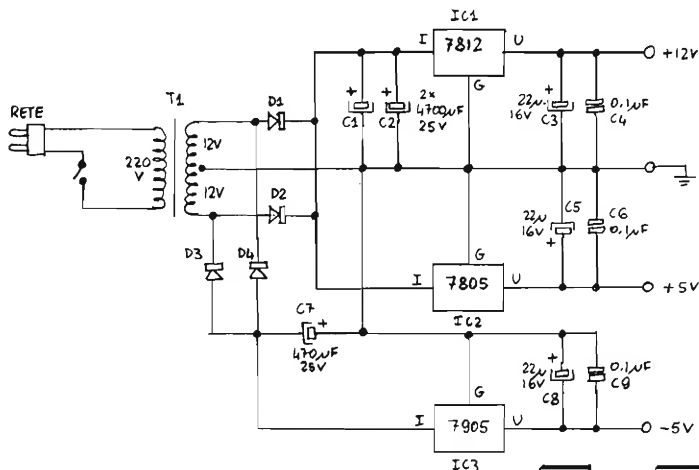 IC1
I 7812 U
G
+12V
RETE
T1
220
V
12V
12V
D1
D2
D3
D4
C1
C2
2x
4700µF
25V
22µ
16V
C3
0.1µF
C4
C5
22µ
16V
C6
0.1µF
G
I 7805 U
IC2
+5V
C7
470µF
25V
22µ
16V
C8
0.1µF
C9
G
I 7905 U
IC3
-5V